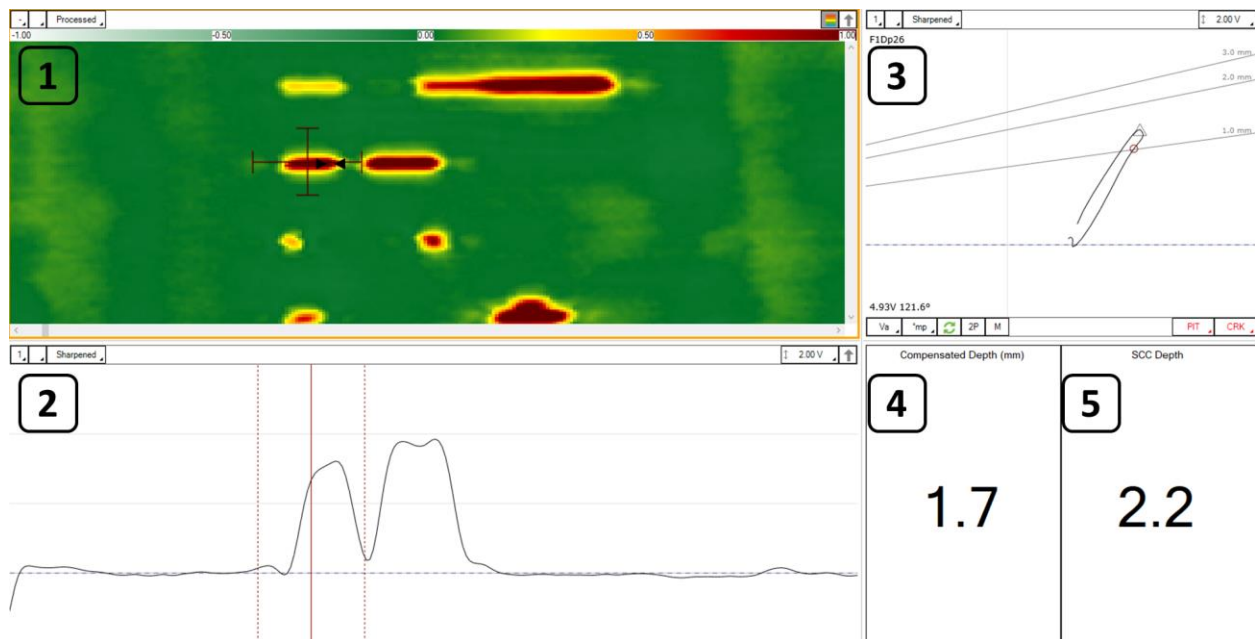 - Processed
-1.00 -0.50 0.00 0.50 1.00
1
1 Sharpened 2.00 V
F1Dp26
3.0 mm
2.0 mm
1.0 mm
3
4.93V 121.6°
Va *mp 2P M PIT CRK
1 Sharpened 2.00 V
2
Compensated Depth (mm)
4
1.7
SCC Depth
5
2.2